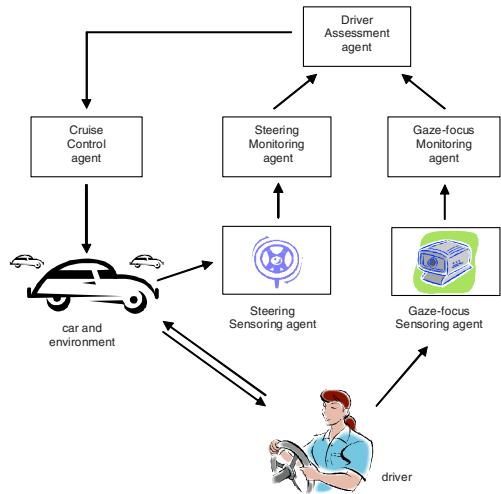 Driver
Assessment
agent
Cruise
Control
agent
Steering
Monitoring
agent
Gaze-focus
Monitoring
agent
car and
environment
Steering
Sensoring agent
Gaze-focus
Sensoring agent
driver